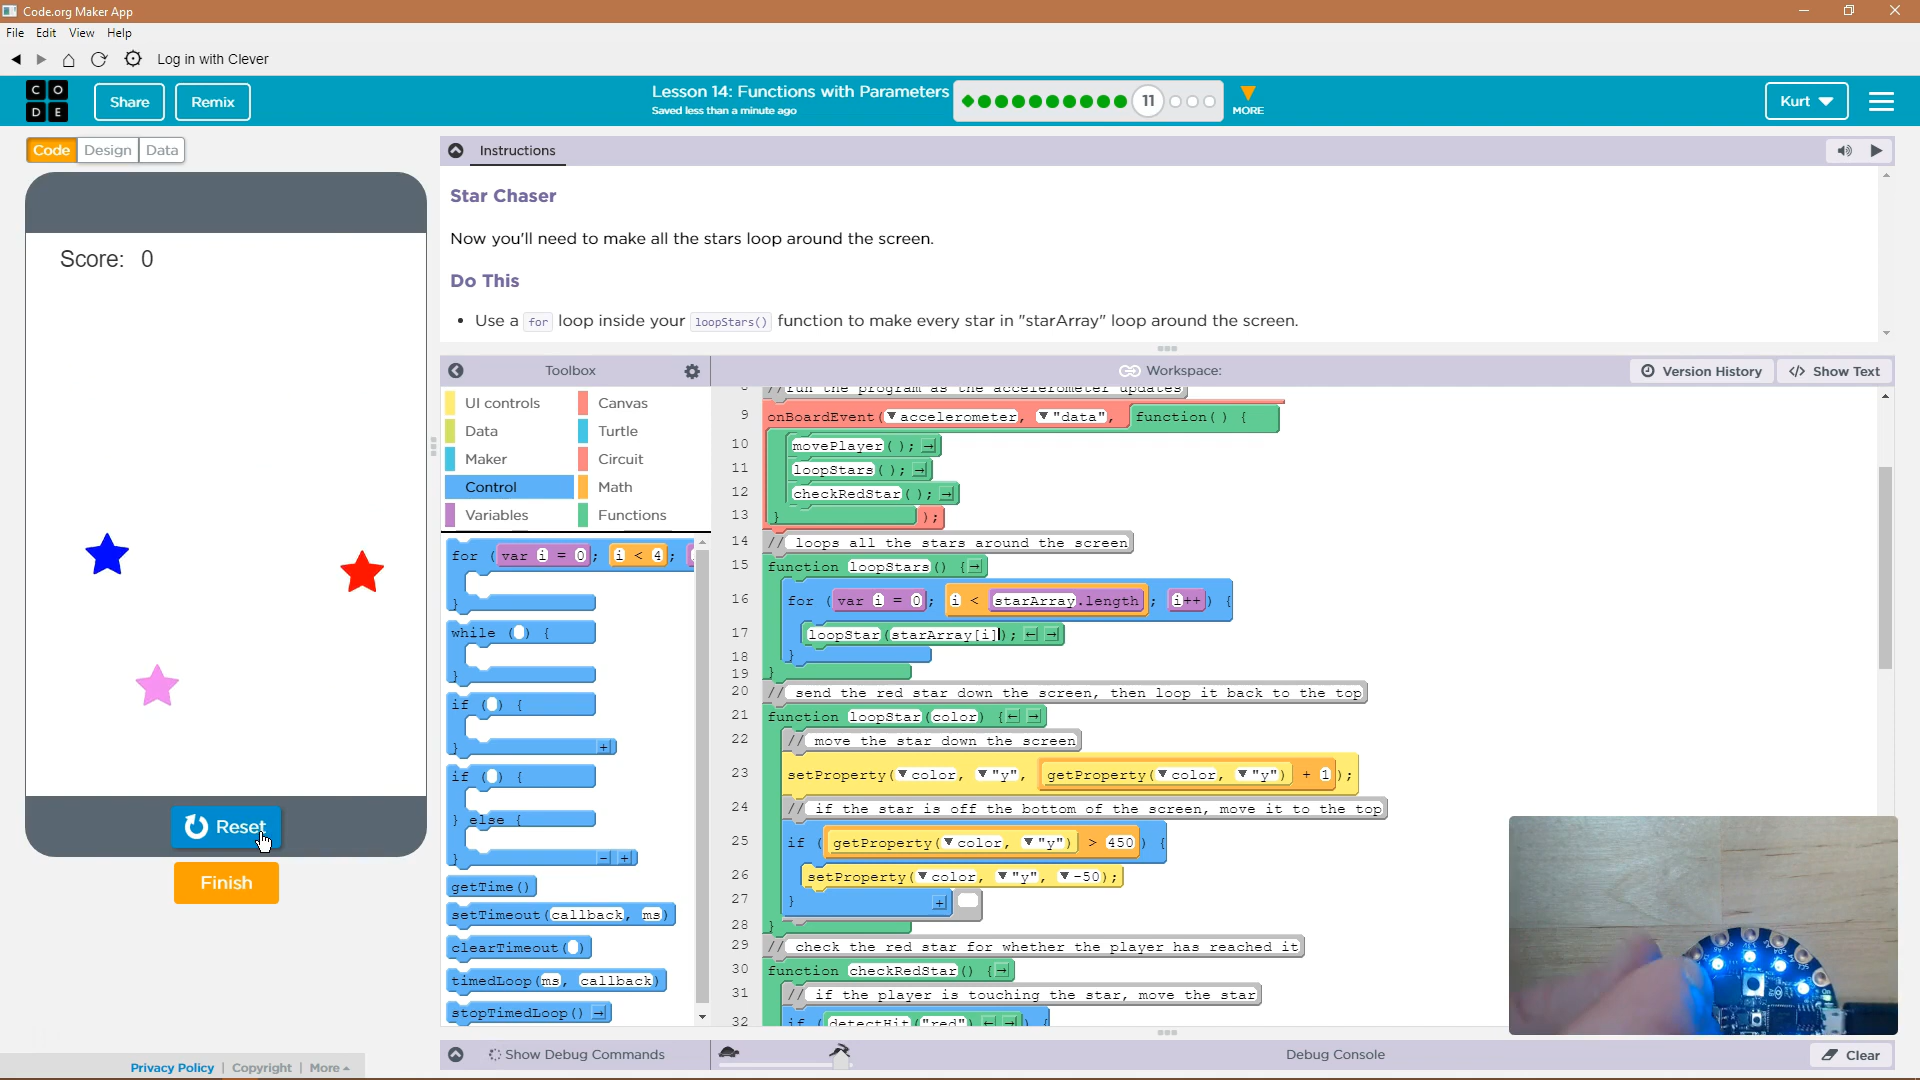 Code.org Maker App
File Edit View Help
Log in with Clever
C O D E
Share Remix
Lesson 14: Functions with Parameters
Saved less than a minute ago
11
MORE
Kurt
Code Design Data
Instructions
Score: 0
Star Chaser
Now you'll need to make all the stars loop around the screen.
Do This
• Use a for loop inside your loopStars() function to make every star in "starArray" loop around the screen.
Toolbox
Workspace:
Version History
</> Show Text
UI controls Canvas
Data Turtle
Maker Circuit
Control Math
Variables Functions
for (var i = 0; i < 4;
}
while () {
}
if () {
}
if () {
} else {
}
getTime()
setTimeout(callback, ms)
clearTimeout()
timedLoop(ms, callback)
stopTimedLoop()
8 //run the program as the accelerometer updates
9 onBoardEvent(accelerometer, "data", function() {
10 movePlayer();
11 loopStars();
12 checkRedStar();
13 });
14 // loops all the stars around the screen
15 function loopStars() {
16 for (var i = 0; i < starArray.length; i++) {
17 loopStar(starArray[i]);
18 }
19 }
20 // send the red star down the screen, then loop it back to the top
21 function loopStar(color) {
22 // move the star down the screen
23 setProperty(color, "y", getProperty(color, "y") + 1);
24 // if the star is off the bottom of the screen, move it to the top
25 if (getProperty(color, "y") > 450) {
26 setProperty(color, "y", -50);
27 }
28 }
29 // check the red star for whether the player has reached it
30 function checkRedStar() {
31 // if the player is touching the star, move the star
32 if (detectHit("red") {
Reset
Finish
Show Debug Commands
Debug Console
Clear
Privacy Policy | Copyright | More